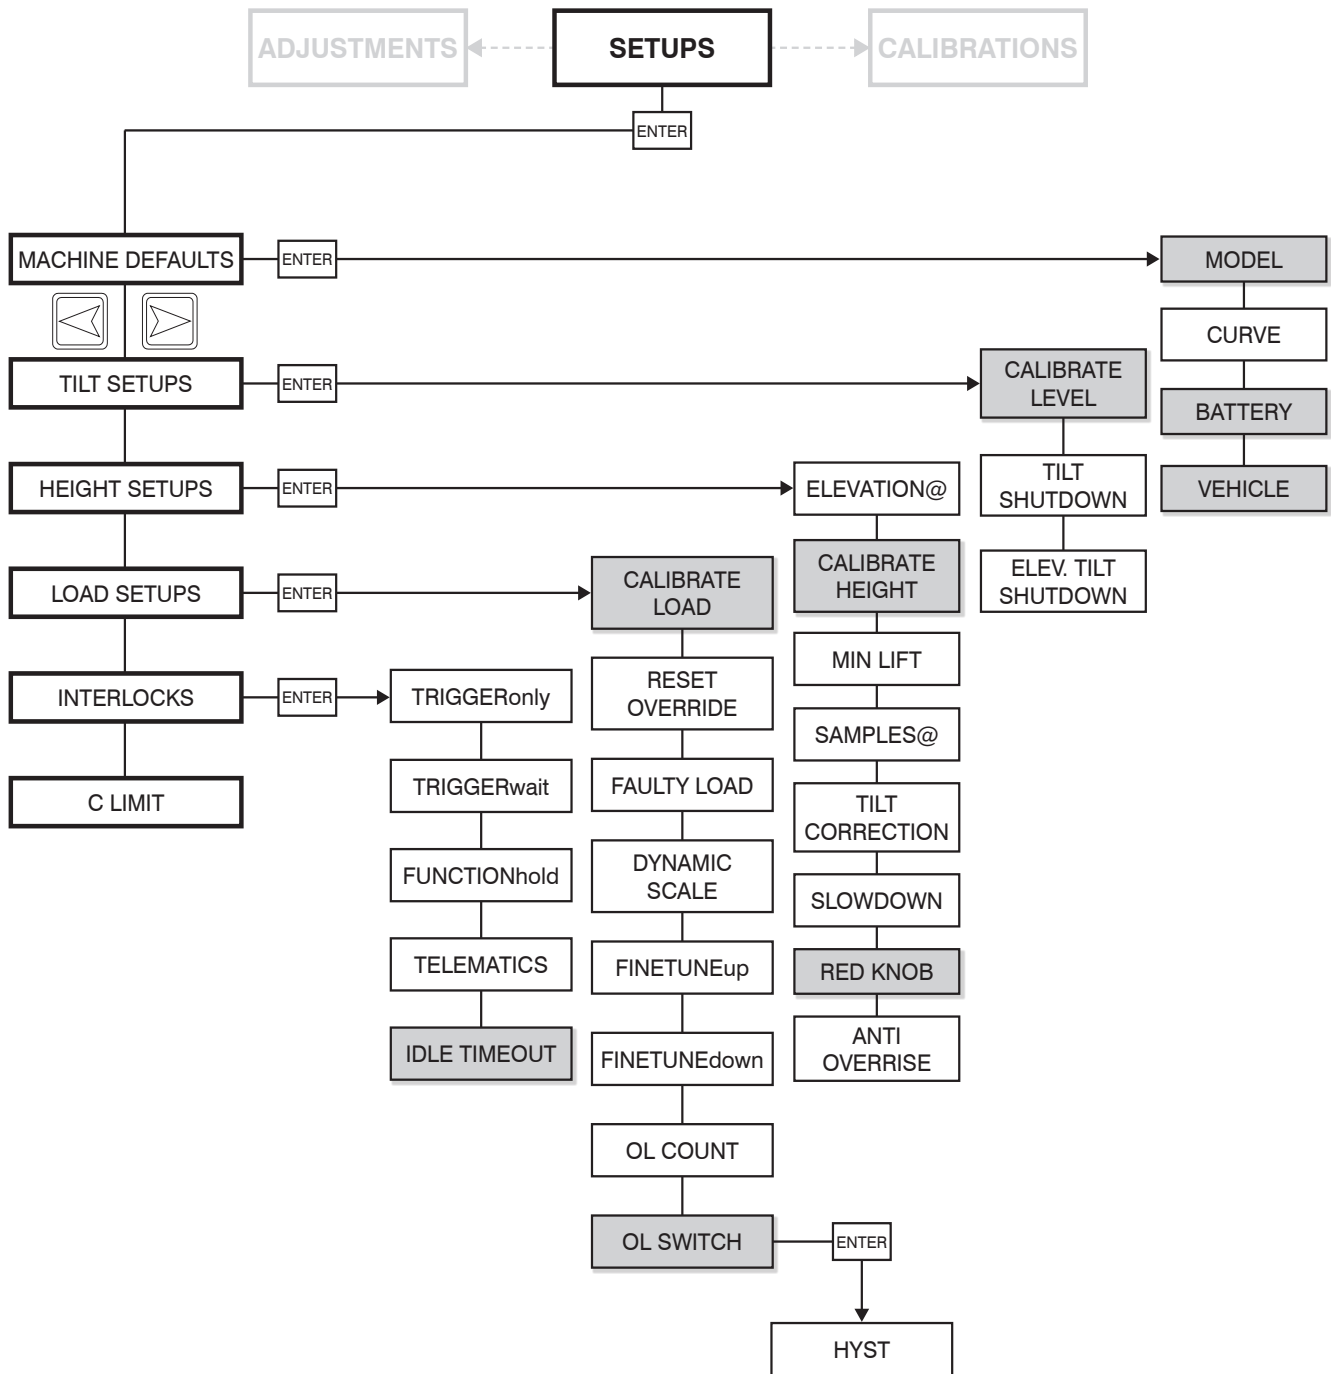 ADJUSTMENTS
SETUPS
CALIBRATIONS
ENTER
MACHINE DEFAULTS
ENTER
MODEL
CURVE
BATTERY
VEHICLE
TILT SETUPS
ENTER
CALIBRATE
LEVEL
TILT
SHUTDOWN
ELEV. TILT
SHUTDOWN
HEIGHT SETUPS
ENTER
ELEVATION@
CALIBRATE
HEIGHT
MIN LIFT
SAMPLES@
TILT
CORRECTION
SLOWDOWN
RED KNOB
ANTI
OVERRISE
LOAD SETUPS
ENTER
CALIBRATE
LOAD
RESET
OVERRIDE
FAULTY LOAD
DYNAMIC
SCALE
FINETUNEup
FINETUNEdown
OL COUNT
OL SWITCH
ENTER
HYST
INTERLOCKS
ENTER
TRIGGERonly
TRIGGERwait
FUNCTIONhold
TELEMATICS
IDLE TIMEOUT
C LIMIT